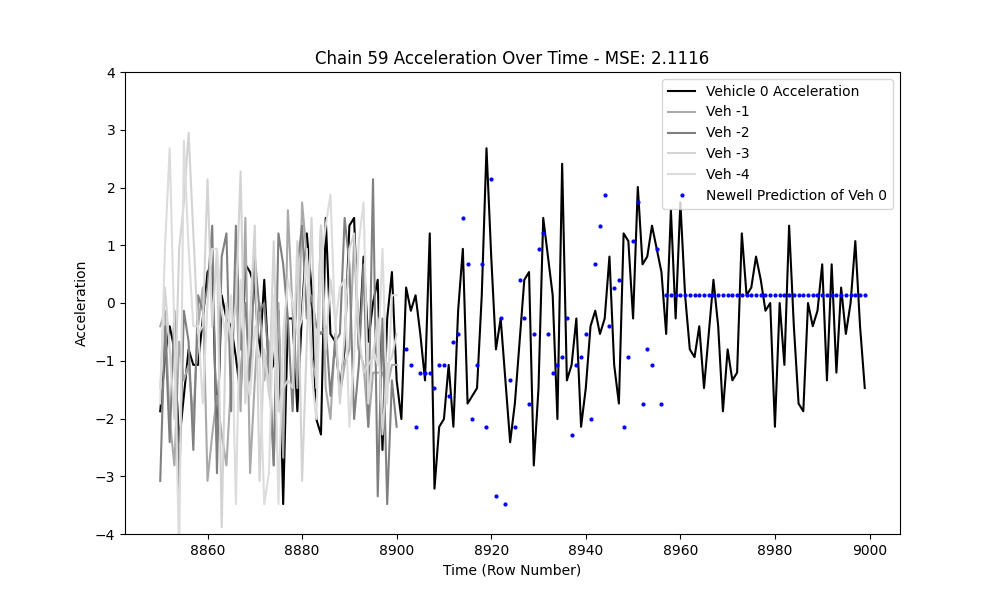 Chain 59 Acceleration Over Time - MSE: 2.1116
Vehicle 0 Acceleration
Veh -1
Veh -2
Veh -3
Veh -4
Newell Prediction of Veh 0
Acceleration
4
3
2
1
0
−1
−2
−3
−4
8860 8880 8900 8920 8940 8960 8980 9000
Time (Row Number)